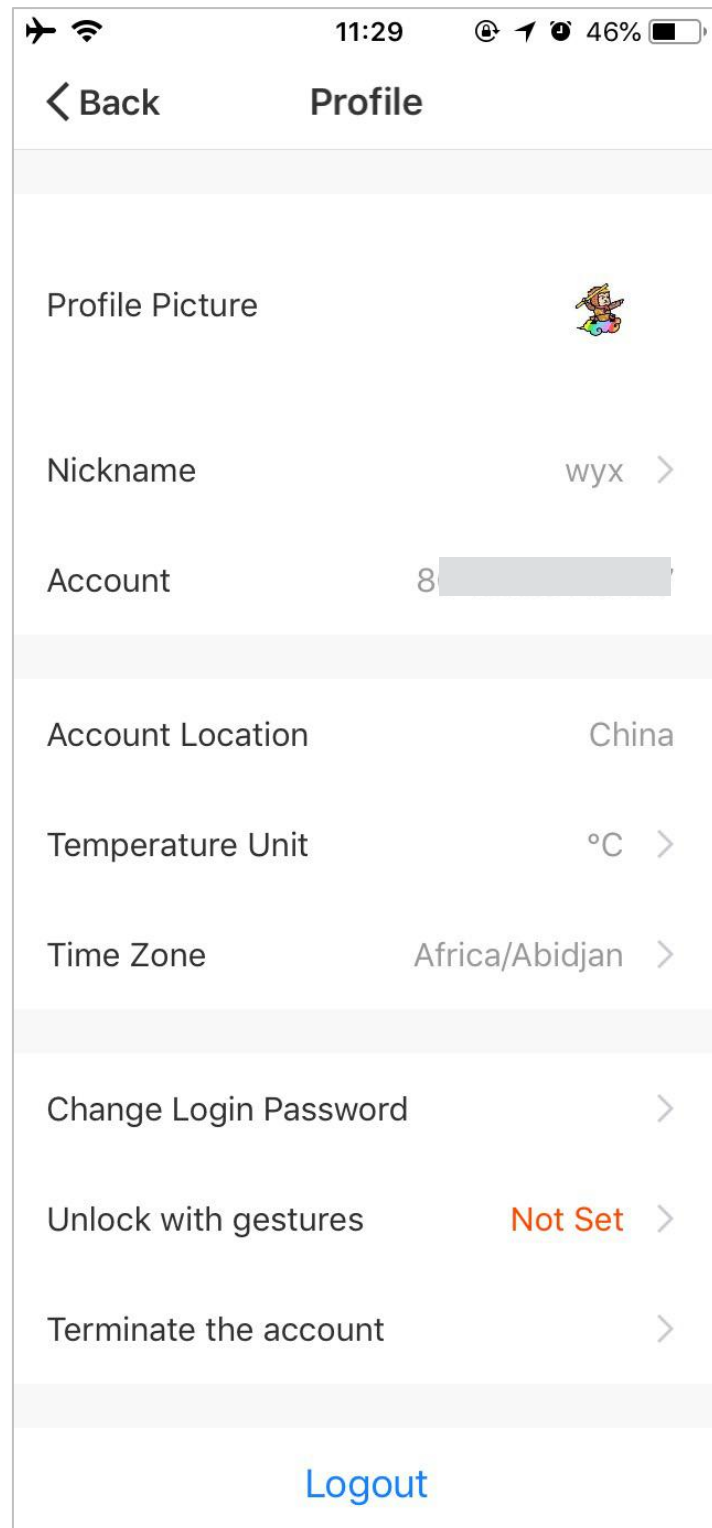 11:29 46%
Back Profile
Profile Picture
Nickname wyx
Account 8
Account Location China
Temperature Unit °C
Time Zone Africa/Abidjan
Change Login Password
Unlock with gestures Not Set
Terminate the account
Logout